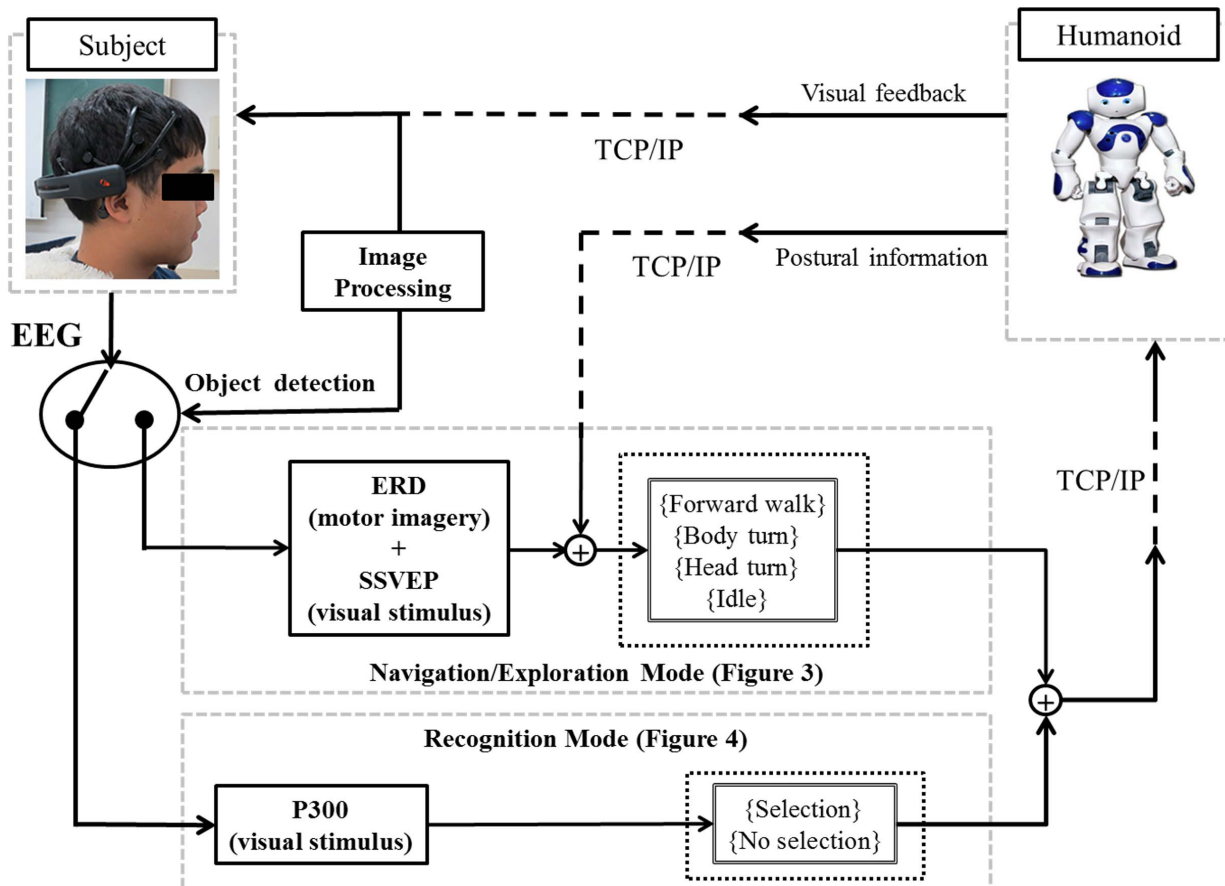 Subject
Humanoid
Visual feedback
TCP/IP
Postural information
TCP/IP
Image
Processing
EEG
Object detection
TCP/IP
ERD
(motor imagery)
+
SSVEP
(visual stimulus)
+
{Forward walk}
{Body turn}
{Head turn}
{Idle}
Navigation/Exploration Mode (Figure 3)
+
Recognition Mode (Figure 4)
P300
(visual stimulus)
{Selection}
{No selection}